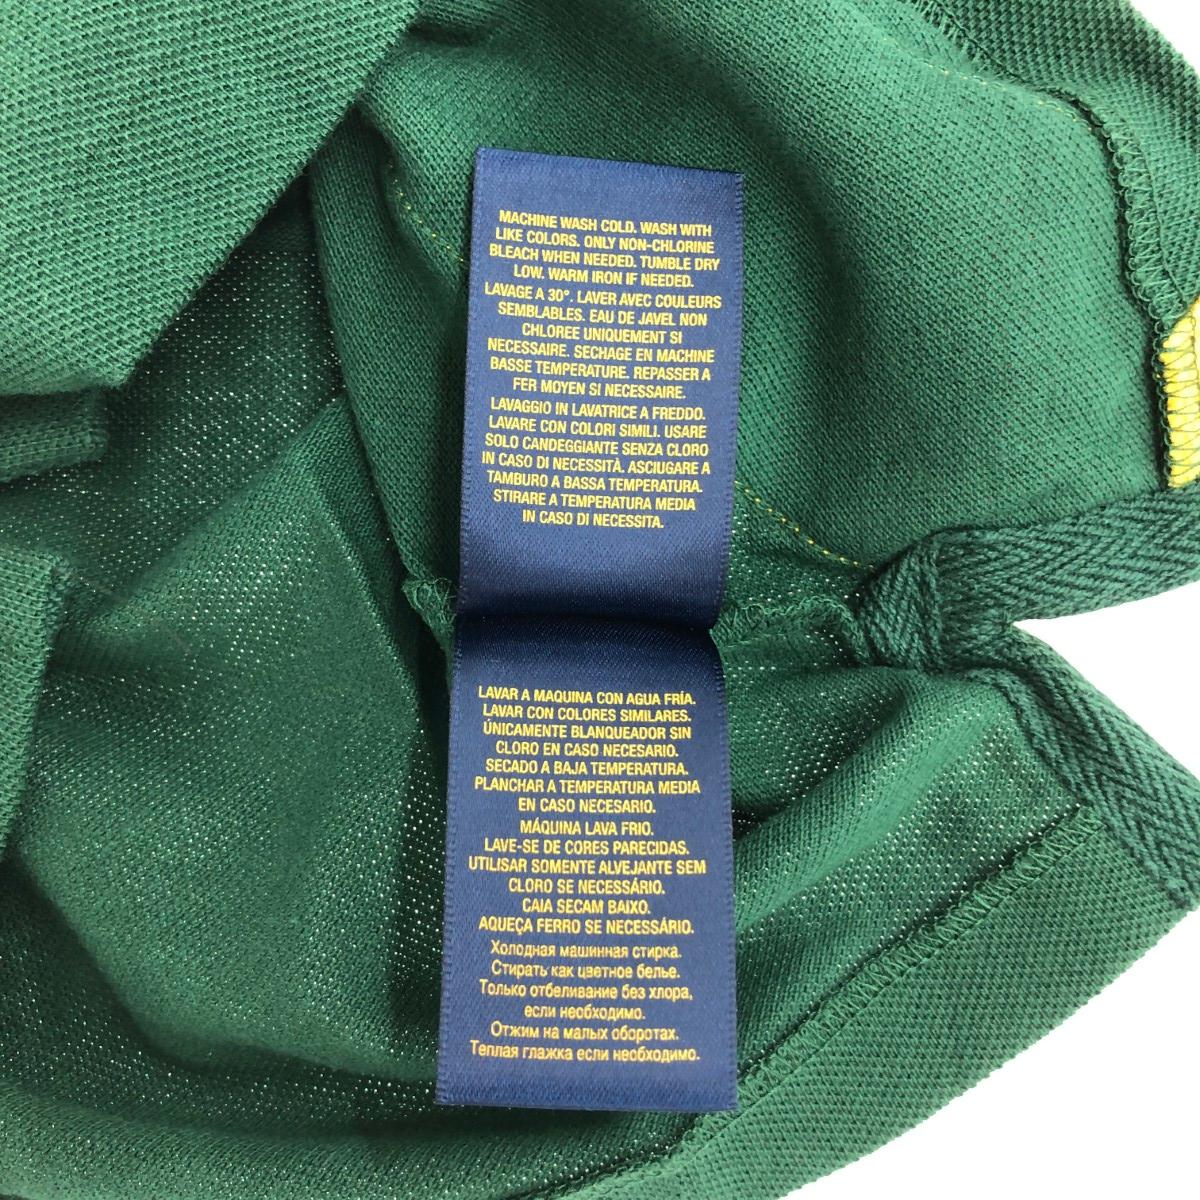 MACHINE WASH COLD. WASH WITH
LIKE COLORS. ONLY NON-CHLORINE
BLEACH WHEN NEEDED. TUMBLE DRY
LOW. WARM IRON IF NEEDED.
LAVAGE A 30°. LAVER AVEC COULEURS
SEMBLABLES. EAU DE JAVEL NON
CHLOREE UNIQUEMENT SI
NECESSAIRE. SECHAGE EN MACHINE
BASSE TEMPERATURE. REPASSER A
FER MOYEN SI NECESSAIRE.
LAVAGGIO IN LAVATRICE A FREDDO.
LAVARE CON COLORI SIMILI. USARE
SOLO CANDEGGIANTE SENZA CLORO
IN CASO DI NECESSITÀ. ASCIUGARE A
TAMBURO A BASSA TEMPERATURA.
STIRARE A TEMPERATURA MEDIA
IN CASO DI NECESSITA.
LAVAR A MAQUINA CON AGUA FRÍA.
LAVAR CON COLORES SIMILARES.
ÚNICAMENTE BLANQUEADOR SIN
CLORO EN CASO NECESARIO.
SECADO A BAJA TEMPERATURA.
PLANCHAR A TEMPERATURA MEDIA
EN CASO NECESARIO.
MÁQUINA LAVA FRIO.
LAVE-SE DE CORES PARECIDAS.
UTILISAR SOMENTE ALVEJANTE SEM
CLORO SE NECESSÁRIO.
CAIA SECAM BAIXO.
AQUEÇA FERRO SE NECESSÁRIO.
Холодная машинная стирка.
Стирать как цветное белье.
Только отбеливание без хлора,
если необходимо.
Отжим на малых оборотах.
Теплая глажка если необходимо.